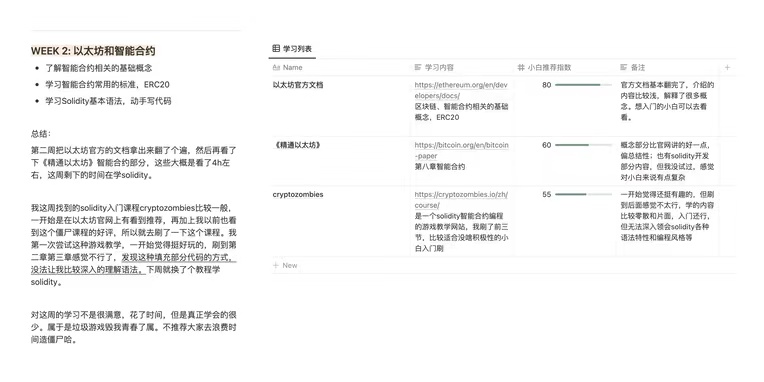 WEEK 2: 以太坊和智能合约
• 了解智能合约相关的基础概念
• 学习智能合约常用的标准，ERC20
• 学习Solidity基本语法，动手写代码
总结：
第二周把以太坊官方的文档拿出来翻了个遍，然后再看了
下《精通以太坊》智能合约部分，这些大概是看了4h左
右，这周剩下的时间在学solidity。
我这周找到的solidity入门课程cryptozombies比较一般，
一开始是在以太坊官网上有看到推荐，再加上我以前也看
到这个僵尸课程的好评，所以就去刷了一下这个课程。我
第一次尝试这种游戏教学，一开始觉得挺好玩的，刷到第
二章第三章感觉不行了，发现这种填充部分代码的方式，
没法让我比较深入的理解语法，下周就换了个教程学
solidity。
对这周的学习不是很满意，花了时间，但是真正学会的很
少。属于是垃圾游戏毁我青春了属。不推荐大家去浪费时
间造僵尸哈。
学习列表
Name 学习内容 小白推荐指数 备注
以太坊官方文档
https://ethereum.org/en/dev
elopers/docs/
区块链、智能合约相关的基础
概念，ERC20
80
官方文档基本翻完了，介绍的
内容比较浅，解释了很多概
念。想入门的小白可以去看
看。
《精通以太坊》
https://bitcoin.org/en/bitcoin
-paper
第八章智能合约
60
概念部分比官网讲的好一点，
偏总结性；也有solidity开发
部分内容，但我没试过，感觉
对小白来说有点复杂
cryptozombies
https://cryptozombies.io/zh/
course/
是一个solidity智能合约编程
的游戏教学网站，我刷了前三
节，比较适合没啥积极性的小
白入门刷
55
一开始觉得还挺有趣的，但刷
到后面感觉不太行，学的内容
比较零散和片面，入门还行，
但无法深入领会solidity各种
语法特性和编程风格等
+ New